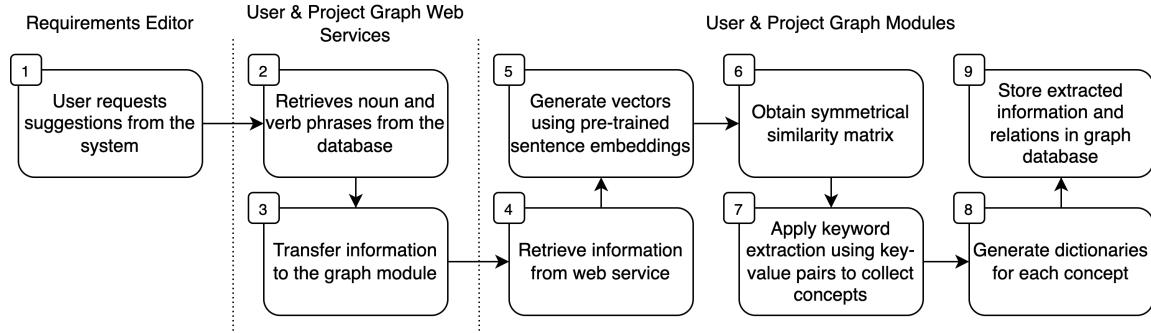 Requirements Editor
User & Project Graph Web
Services
User & Project Graph Modules
1
User requests
suggestions from the
system
2
Retrieves noun and
verb phrases from the
database
3
Transfer information
to the graph module
4
Retrieve information
from web service
5
Generate vectors
using pre-trained
sentence embeddings
6
Obtain symmetrical
similarity matrix
7
Apply keyword
extraction using key-
value pairs to collect
concepts
8
Generate dictionaries
for each concept
9
Store extracted
information and
relations in graph
database